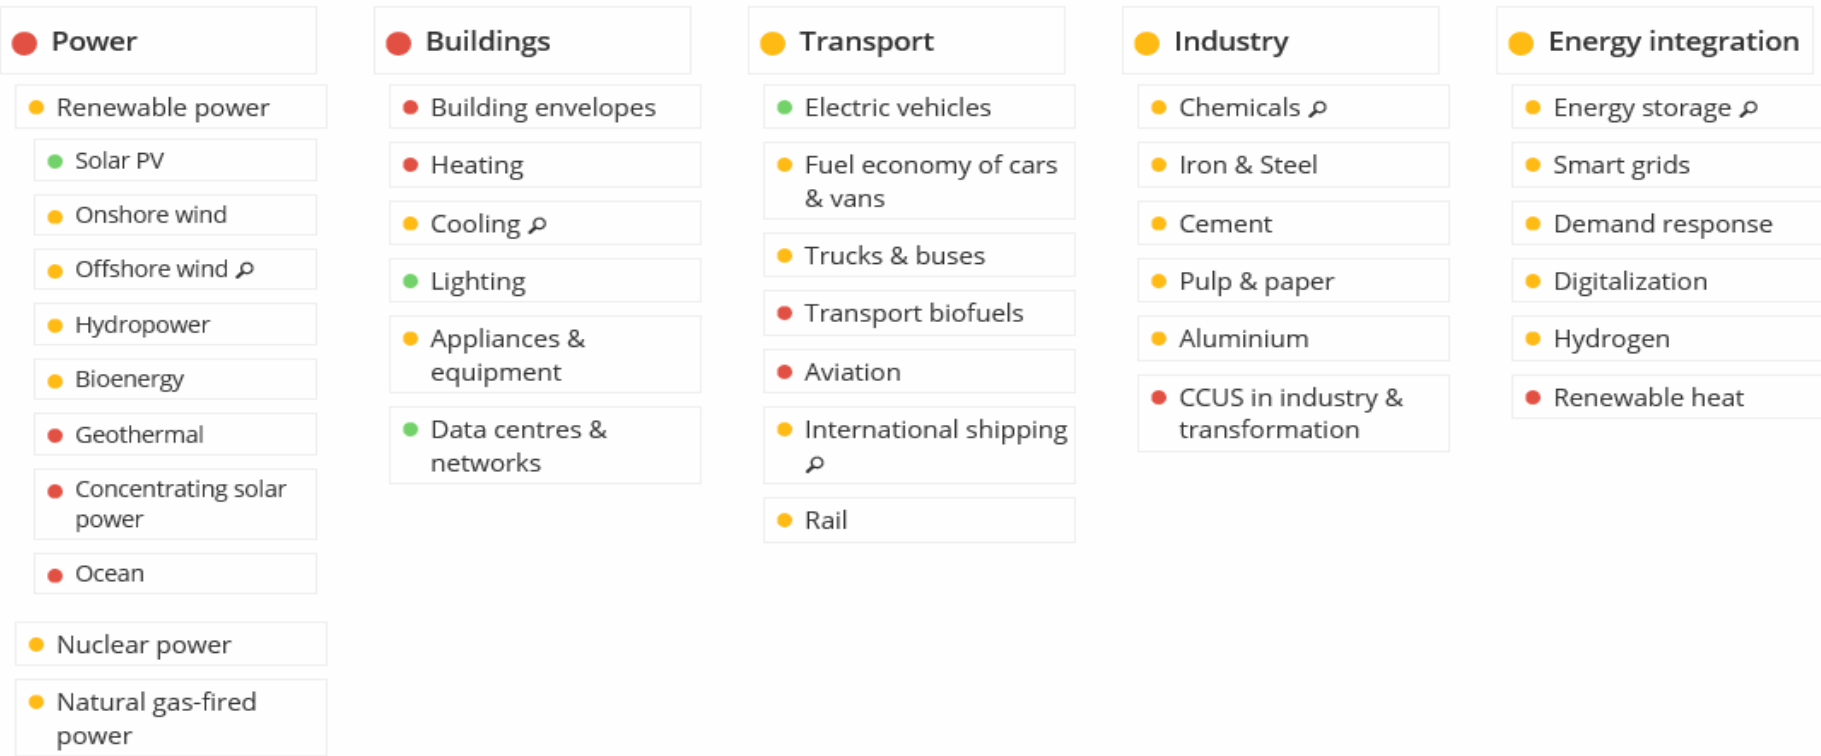 Power
Renewable power
Solar PV
Onshore wind
Offshore wind
Hydropower
Bioenergy
Geothermal
Concentrating solar
power
Ocean
Nuclear power
Natural gas-fired
power
Buildings
Building envelopes
Heating
Cooling
Lighting
Appliances &
equipment
Data centres &
networks
Transport
Electric vehicles
Fuel economy of cars
& vans
Trucks & buses
Transport biofuels
Aviation
International shipping
Rail
Industry
Chemicals
Iron & Steel
Cement
Pulp & paper
Aluminium
CCUS in industry &
transformation
Energy integration
Energy storage
Smart grids
Demand response
Digitalization
Hydrogen
Renewable heat